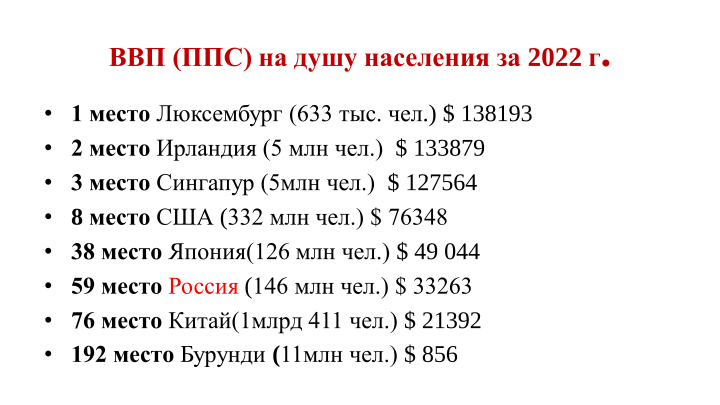 ВВП (ППС) на душу населения за 2022 г.
• 1 место Люксембург (633 тыс. чел.) $ 138193
• 2 место Ирландия (5 млн чел.)  $ 133879
• 3 место Сингапур (5млн чел.)  $ 127564
• 8 место США (332 млн чел.) $ 76348
• 38 место Япония(126 млн чел.) $ 49 044
• 59 место Россия (146 млн чел.) $ 33263
• 76 место Китай(1млрд 411 чел.) $ 21392
• 192 место Бурунди (11млн чел.) $ 856